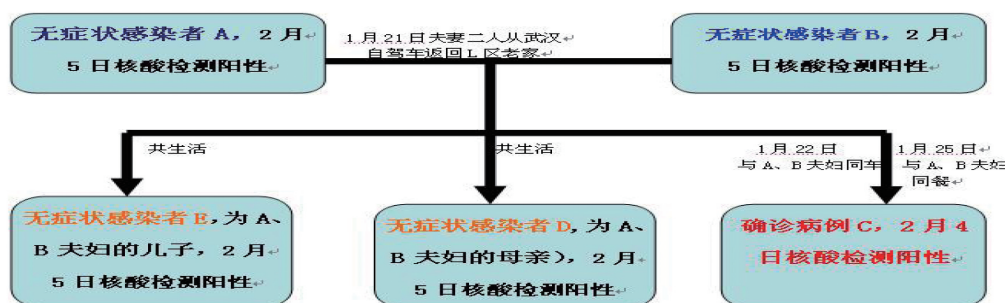 无症状感染者 A，2 月
5 日核酸检测阳性
1 月 21 日夫妻二人从武汉
自驾车返回 L 区老家
无症状感染者 B，2 月
5 日核酸检测阳性
共生活
共生活
1 月 22 日
与 A、B 夫妇同车
1 月 25 日
与 A、B 夫妇
同餐
无症状感染者 E，为 A、
B 夫妇的儿子，2 月
5 日核酸检测阳性
无症状感染者 D，为 A、
B 夫妇的母亲），2 月
5 日核酸检测阳性
确诊病例 C，2 月 4
日核酸检测阳性